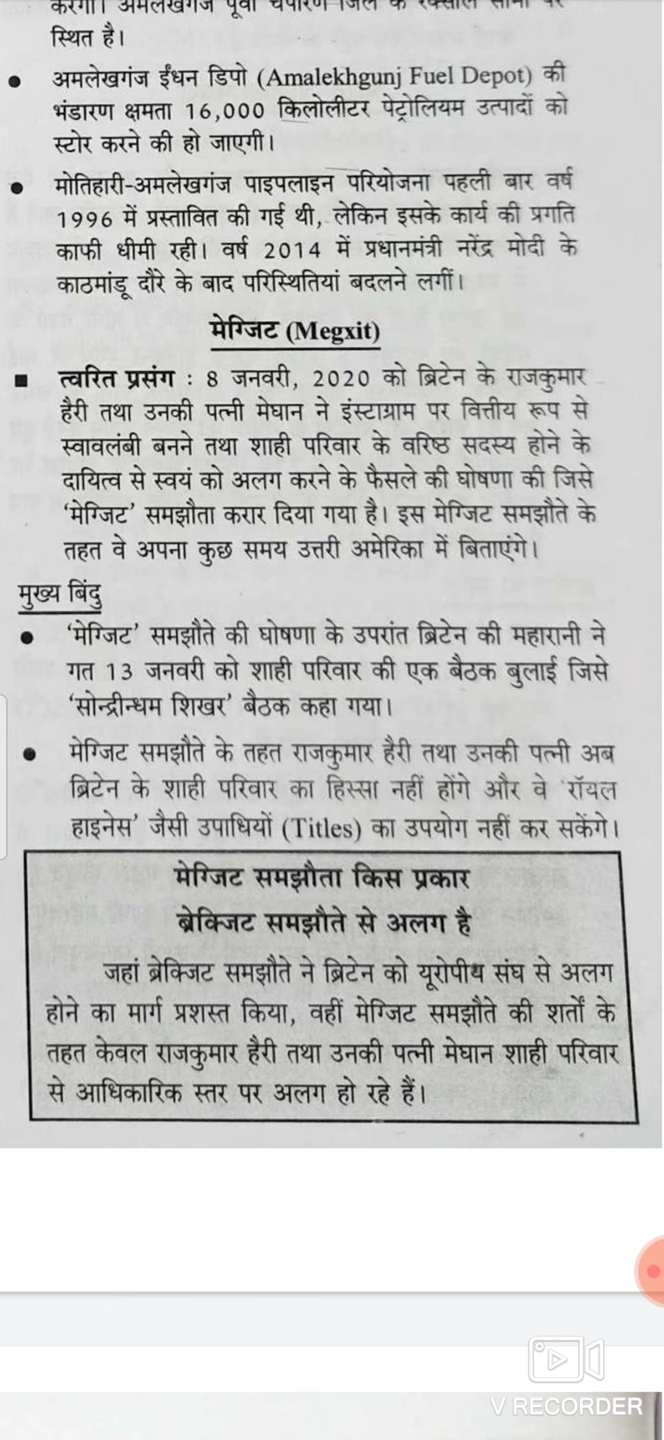 करेगी। अमलेखगंज पूर्वी चंपारण जिले के रक्सौल सीमा पर
स्थित है।
● अमलेखगंज ईंधन डिपो (Amalekhgunj Fuel Depot) की
भंडारण क्षमता 16,000 किलोलीटर पेट्रोलियम उत्पादों को
स्टोर करने की हो जाएगी।
● मोतिहारी-अमलेखगंज पाइपलाइन परियोजना पहली बार वर्ष
1996 में प्रस्तावित की गई थी, लेकिन इसके कार्य की प्रगति
काफी धीमी रही। वर्ष 2014 में प्रधानमंत्री नरेंद्र मोदी के
काठमांडू दौरे के बाद परिस्थितियां बदलने लगीं।
मेग्जिट (Megxit)
■ त्वरित प्रसंग : 8 जनवरी, 2020 को ब्रिटेन के राजकुमार
हैरी तथा उनकी पत्नी मेघान ने इंस्टाग्राम पर वित्तीय रूप से
स्वावलंबी बनने तथा शाही परिवार के वरिष्ठ सदस्य होने के
दायित्व से स्वयं को अलग करने के फैसले की घोषणा की जिसे
‘मेग्जिट’ समझौता करार दिया गया है। इस मेग्जिट समझौते के
तहत वे अपना कुछ समय उत्तरी अमेरिका में बिताएंगे।
मुख्य बिंदु
● ‘मेग्जिट’ समझौते की घोषणा के उपरांत ब्रिटेन की महारानी ने
गत 13 जनवरी को शाही परिवार की एक बैठक बुलाई जिसे
‘सोन्द्रीन्धम शिखर’ बैठक कहा गया।
● मेग्जिट समझौते के तहत राजकुमार हैरी तथा उनकी पत्नी अब
ब्रिटेन के शाही परिवार का हिस्सा नहीं होंगे और वे ‘रॉयल
हाइनेस’ जैसी उपाधियों (Titles) का उपयोग नहीं कर सकेंगे।
मेग्जिट समझौता किस प्रकार
ब्रेक्जिट समझौते से अलग है
जहां ब्रेक्जिट समझौते ने ब्रिटेन को यूरोपीय संघ से अलग
होने का मार्ग प्रशस्त किया, वहीं मेग्जिट समझौते की शर्तों के
तहत केवल राजकुमार हैरी तथा उनकी पत्नी मेघान शाही परिवार
से आधिकारिक स्तर पर अलग हो रहे हैं।
V RECORDER